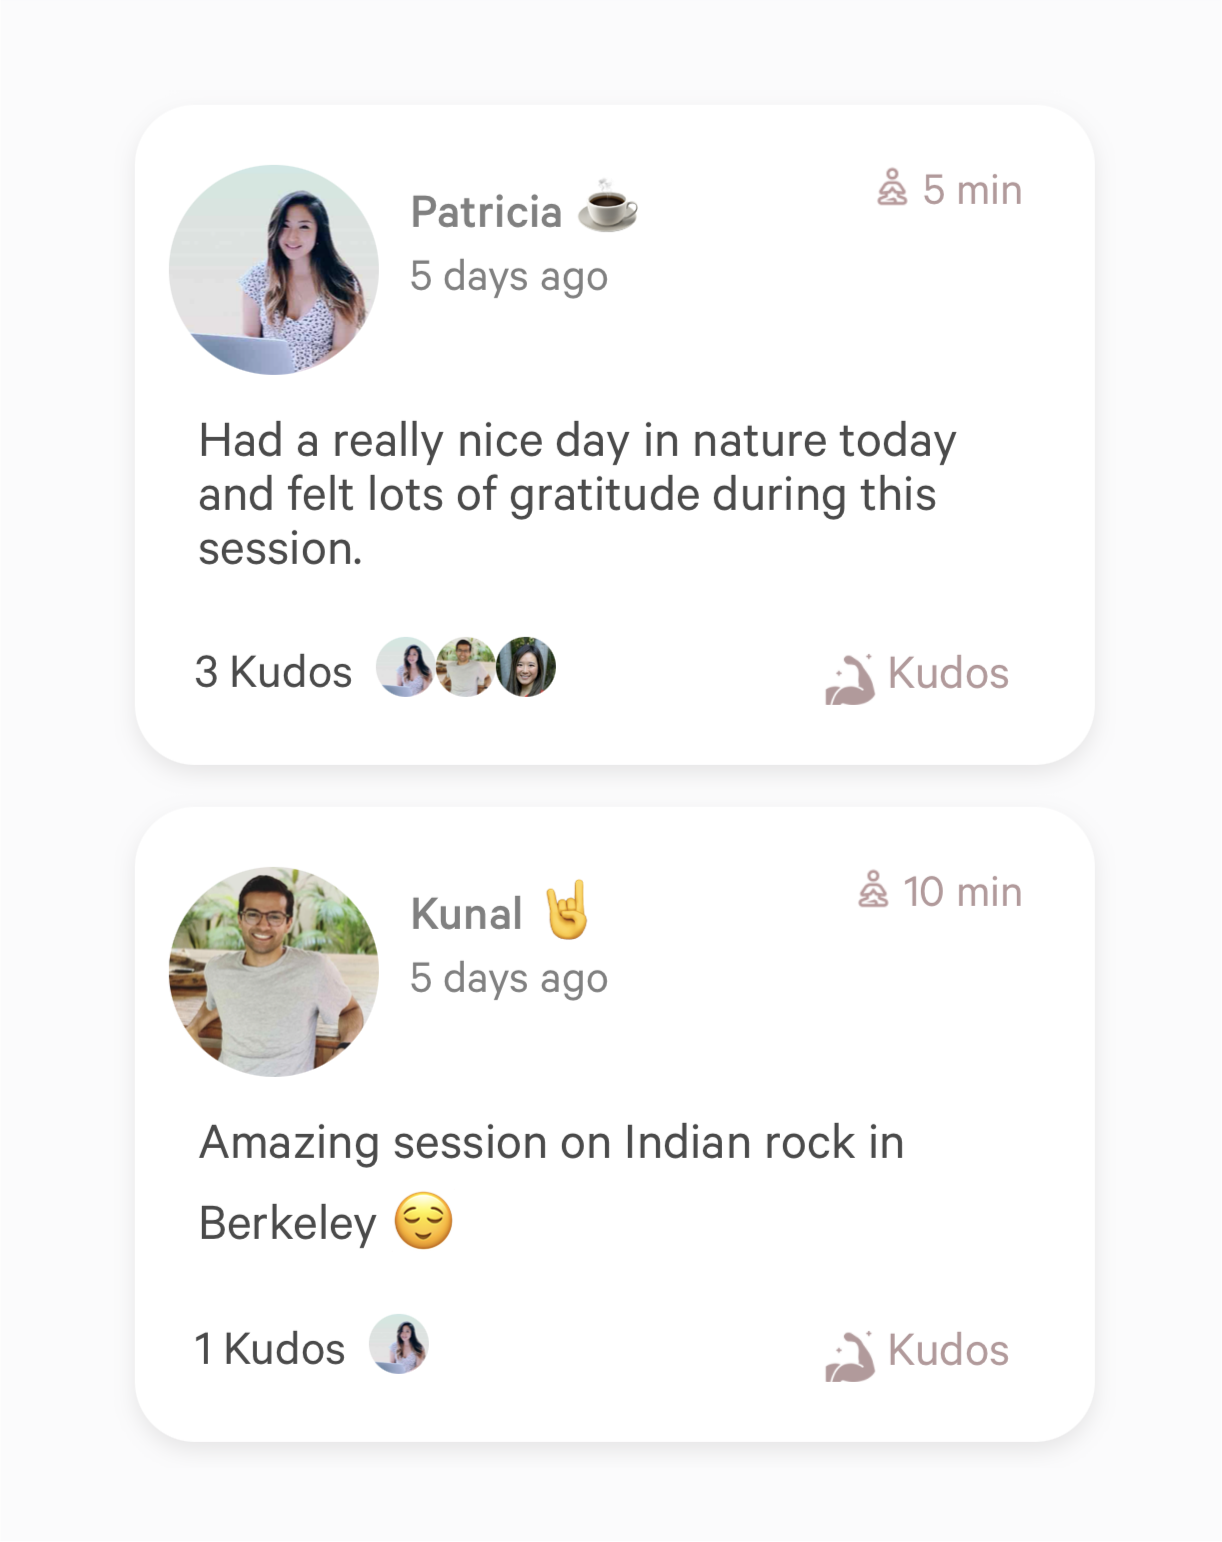 Patricia ☕
5 min
5 days ago
Had a really nice day in nature today
and felt lots of gratitude during this
session.
3 Kudos
Kudos
Kunal 🤘
10 min
5 days ago
Amazing session on Indian rock in
Berkeley 😌
1 Kudos
Kudos